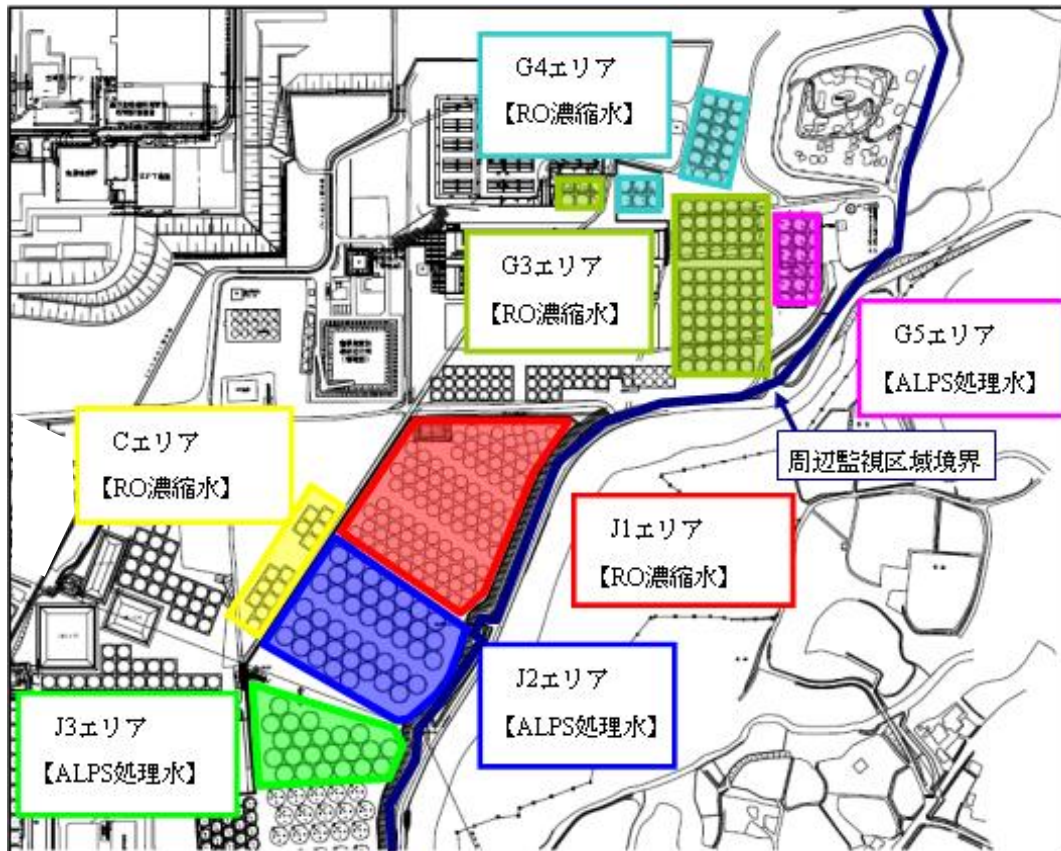 G4エリア
【RO濃縮水】
G3エリア
【RO濃縮水】
G5エリア
【ALPS処理水】
周辺監視区域境界
Cエリア
【RO濃縮水】
J1エリア
【RO濃縮水】
J2エリア
【ALPS処理水】
J3エリア
【ALPS処理水】